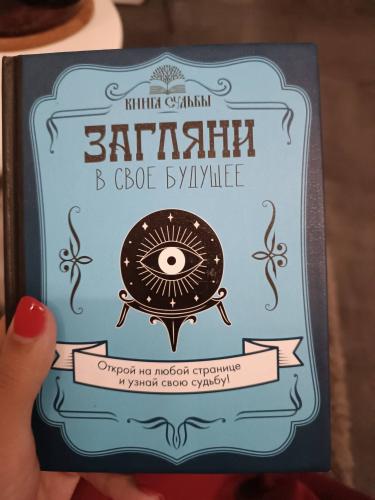 КНИГА СУДЬБЫ
ЗАГЛЯНИ
В СВОЕ БУДУЩЕЕ
Открой на любой странице
и узнай свою судьбу!